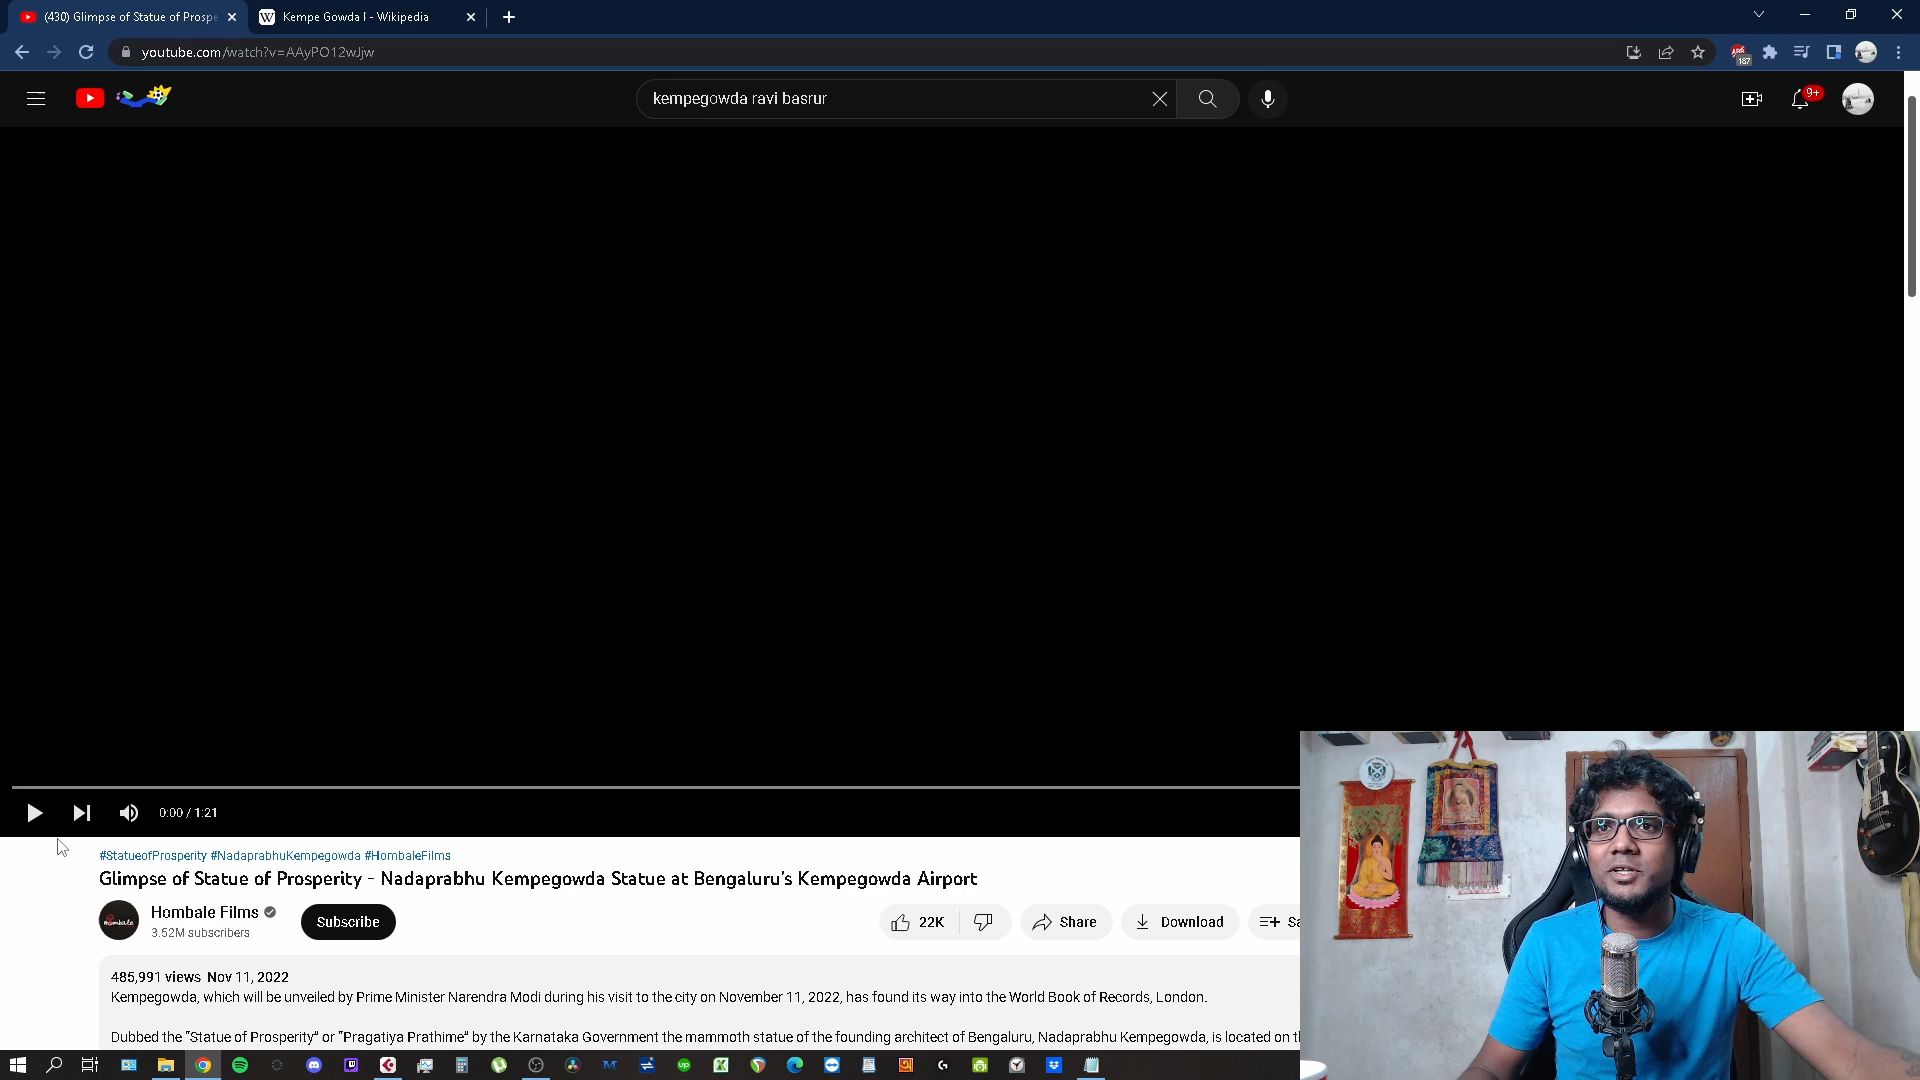 (430) Glimpse of Statue of Prospe
Kempe Gowda I - Wikipedia
youtube.com/watch?v=AAyPO12wJjw
187
kempegowda ravi basrur
9+
0:00 / 1:21
#StatueofProsperity #NadaprabhuKempegowda #HombaleFilms
Glimpse of Statue of Prosperity - Nadaprabhu Kempegowda Statue at Bengaluru's Kempegowda Airport
Hombale Films
3.52M subscribers
Subscribe
22K
Share
Download
Sa
485,991 views Nov 11, 2022
Kempegowda, which will be unveiled by Prime Minister Narendra Modi during his visit to the city on November 11, 2022, has found its way into the World Book of Records, London.
Dubbed the "Statue of Prosperity" or "Pragatiya Prathime" by the Karnataka Government the mammoth statue of the founding architect of Bengaluru, Nadaprabhu Kempegowda, is located on th